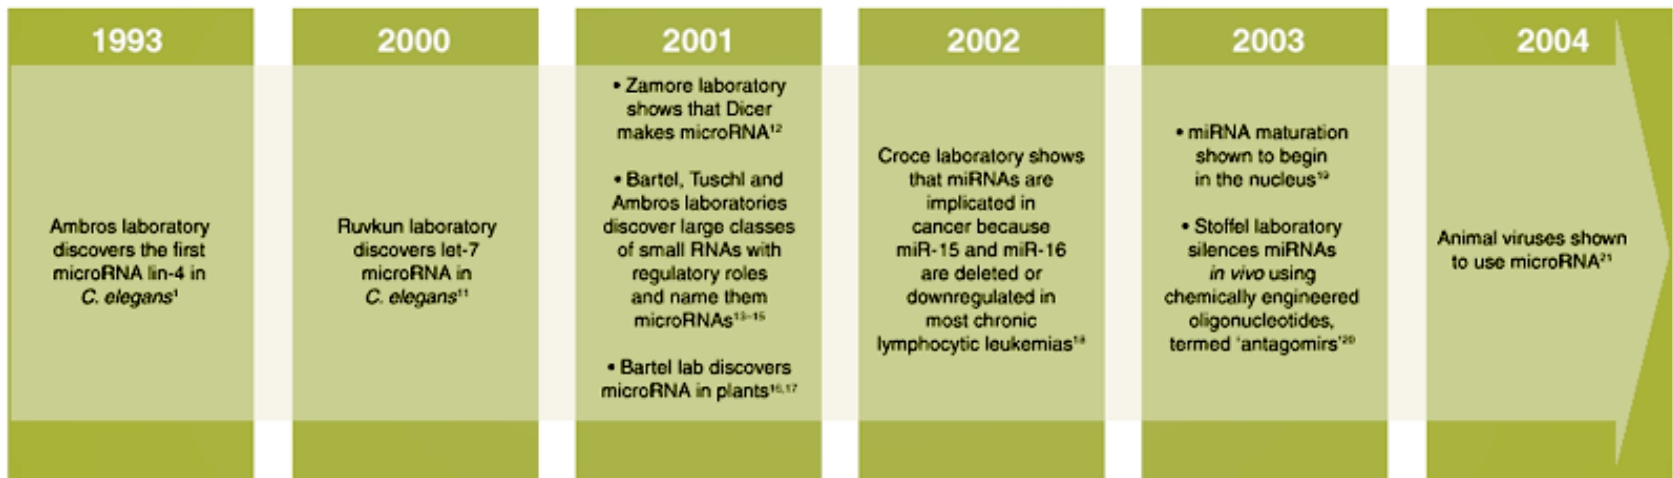 1993
Ambros laboratory
discovers the first
microRNA lin-4 in
C. elegans¹
2000
Ruvkun laboratory
discovers let-7
microRNA in
C. elegans¹¹
2001
• Zamore laboratory
shows that Dicer
makes microRNA¹²
• Bartel, Tuschl and
Ambros laboratories
discover large classes
of small RNAs with
regulatory roles
and name them
microRNAs¹³⁻¹⁵
• Bartel lab discovers
microRNA in plants¹⁶,¹⁷
2002
Croce laboratory shows
that miRNAs are
implicated in
cancer because
miR-15 and miR-16
are deleted or
downregulated in
most chronic
lymphocytic leukemias¹⁸
2003
• miRNA maturation
shown to begin
in the nucleus¹⁹
• Stoffel laboratory
silences miRNAs
in vivo using
chemically engineered
oligonucleotides,
termed ‘antagomirs’²⁰
2004
Animal viruses shown
to use microRNA²¹